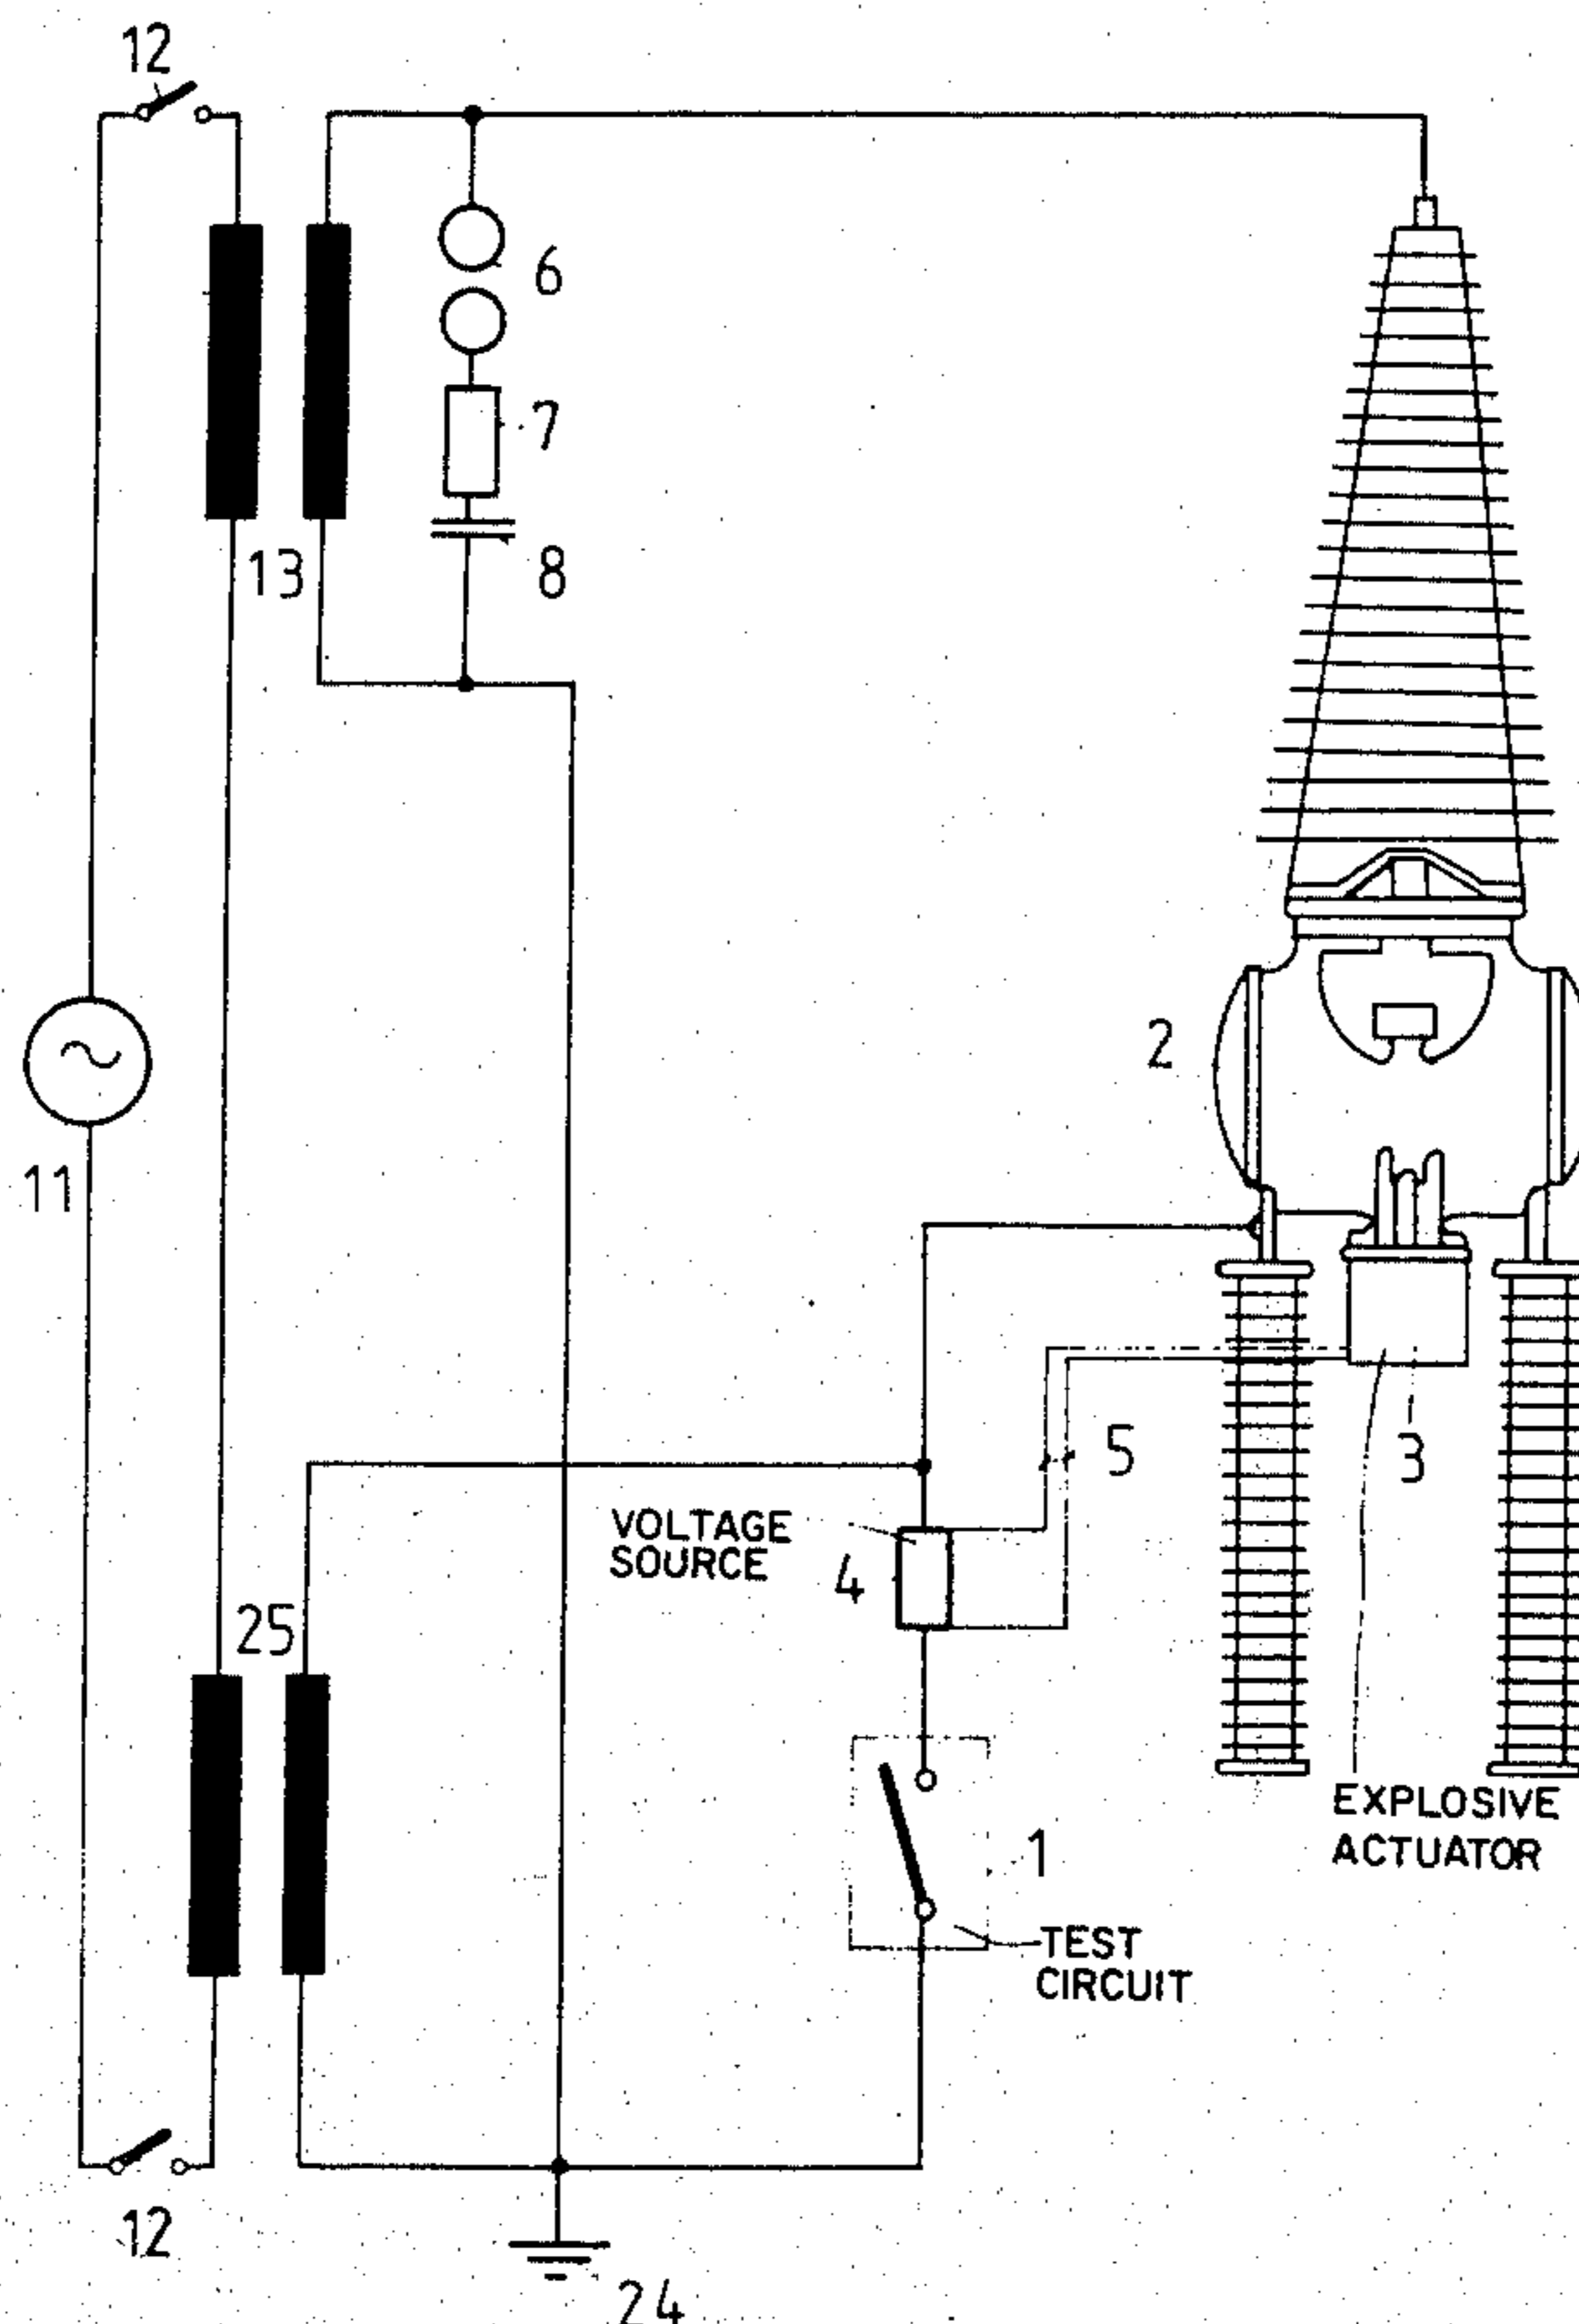 12
6
7
13
8
2
11
5
3
VOLTAGE
SOURCE
4
25
EXPLOSIVE
ACTUATOR
1
TEST
CIRCUIT
12
24